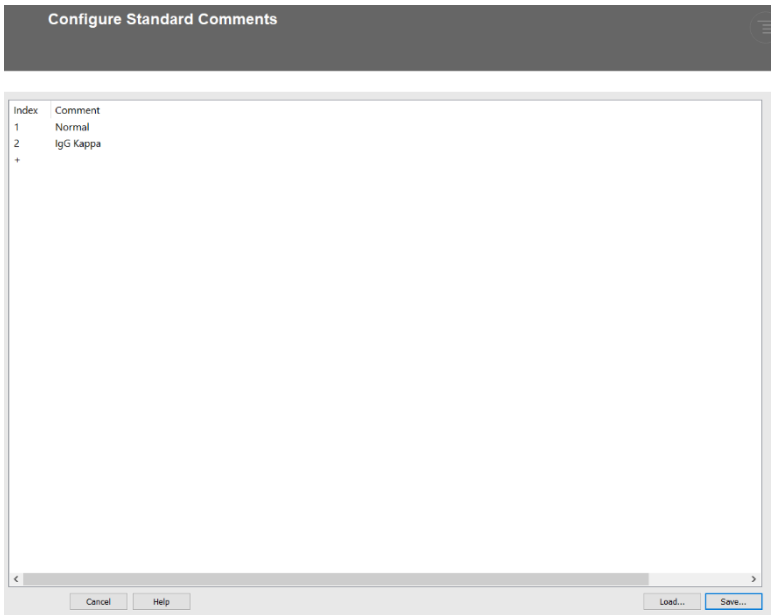 Configure Standard Comments
Index Comment
1 Normal
2 IgG Kappa
+
Cancel Help Load... Save...